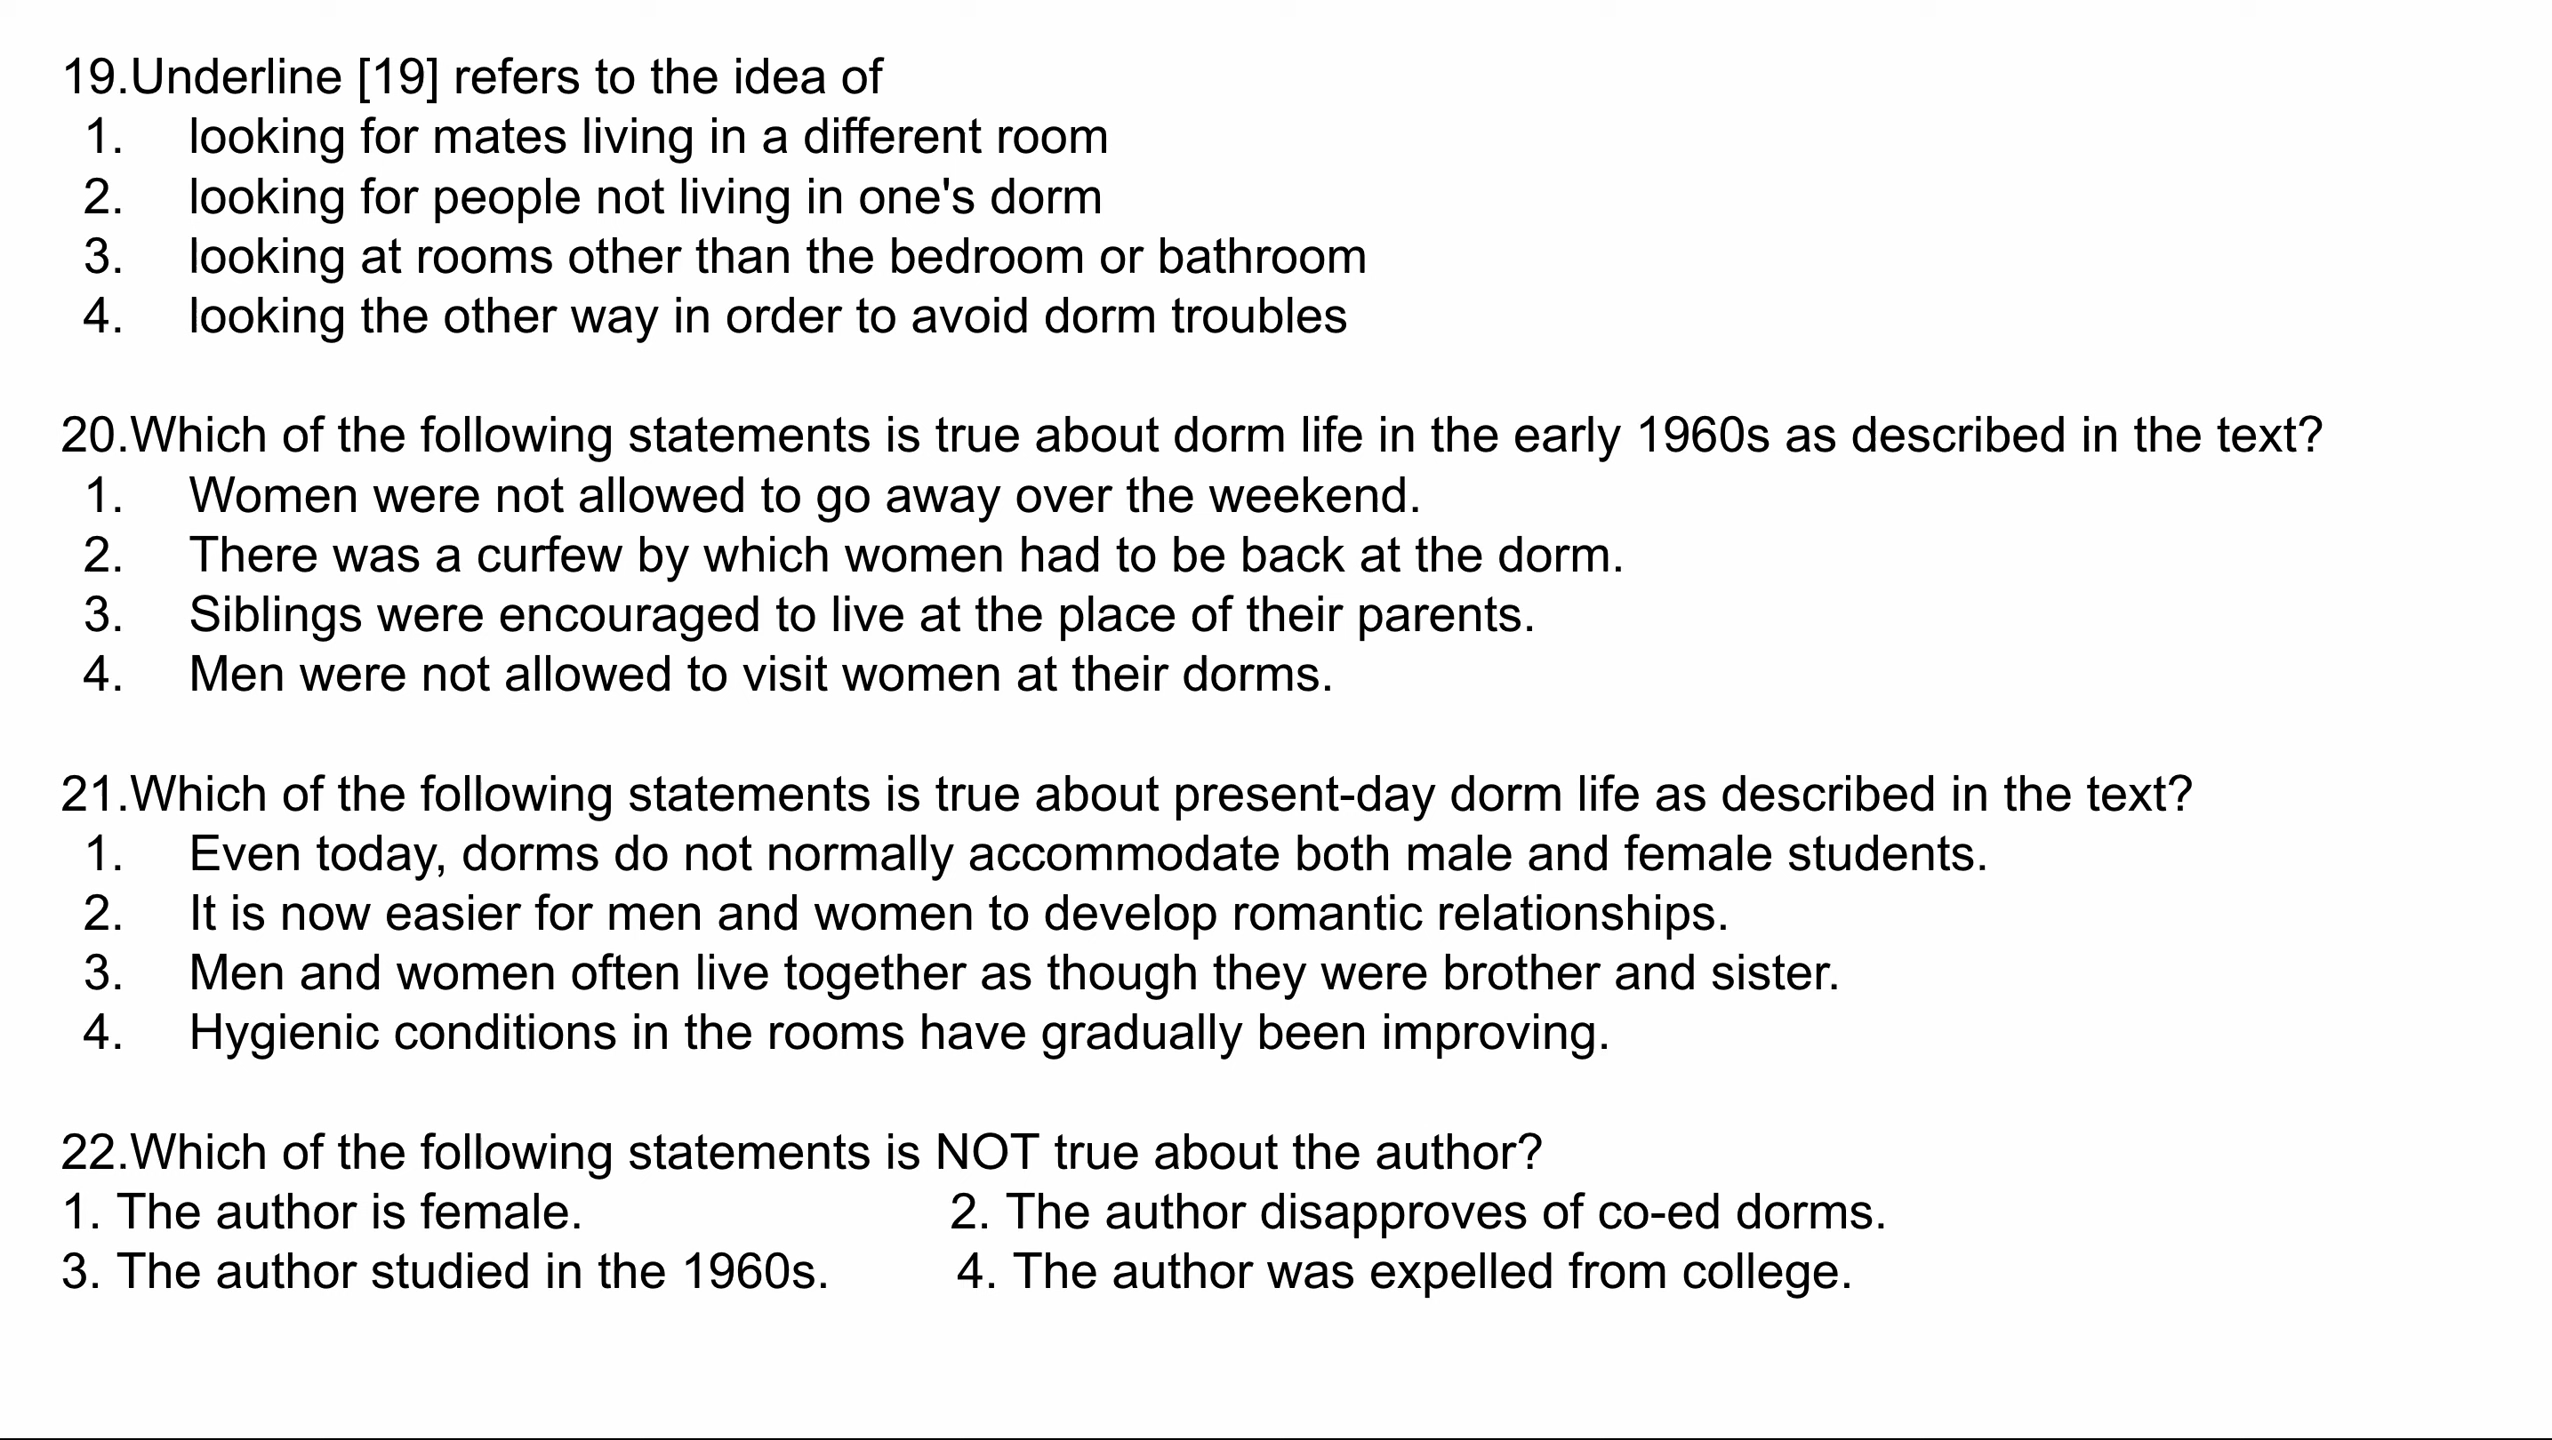 19.Underline [19] refers to the idea of
1. looking for mates living in a different room
2. looking for people not living in one's dorm
3. looking at rooms other than the bedroom or bathroom
4. looking the other way in order to avoid dorm troubles
20.Which of the following statements is true about dorm life in the early 1960s as described in the text?
1. Women were not allowed to go away over the weekend.
2. There was a curfew by which women had to be back at the dorm.
3. Siblings were encouraged to live at the place of their parents.
4. Men were not allowed to visit women at their dorms.
21.Which of the following statements is true about present-day dorm life as described in the text?
1. Even today, dorms do not normally accommodate both male and female students.
2. It is now easier for men and women to develop romantic relationships.
3. Men and women often live together as though they were brother and sister.
4. Hygienic conditions in the rooms have gradually been improving.
22.Which of the following statements is NOT true about the author?
1. The author is female. 2. The author disapproves of co-ed dorms.
3. The author studied in the 1960s. 4. The author was expelled from college.